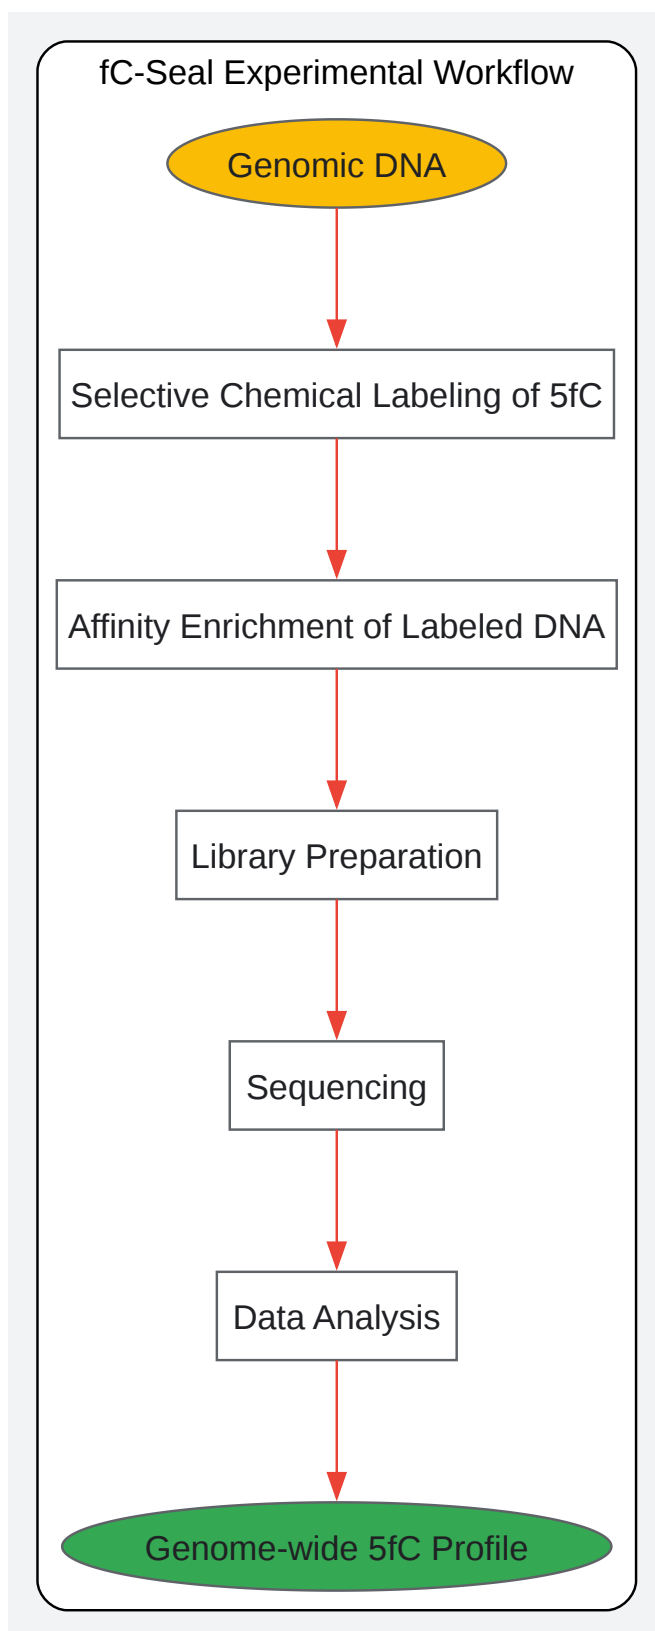 fC-Seal Experimental Workflow
Genomic DNA
Selective Chemical Labeling of 5fC
Affinity Enrichment of Labeled DNA
Library Preparation
Sequencing
Data Analysis
Genome-wide 5fC Profile